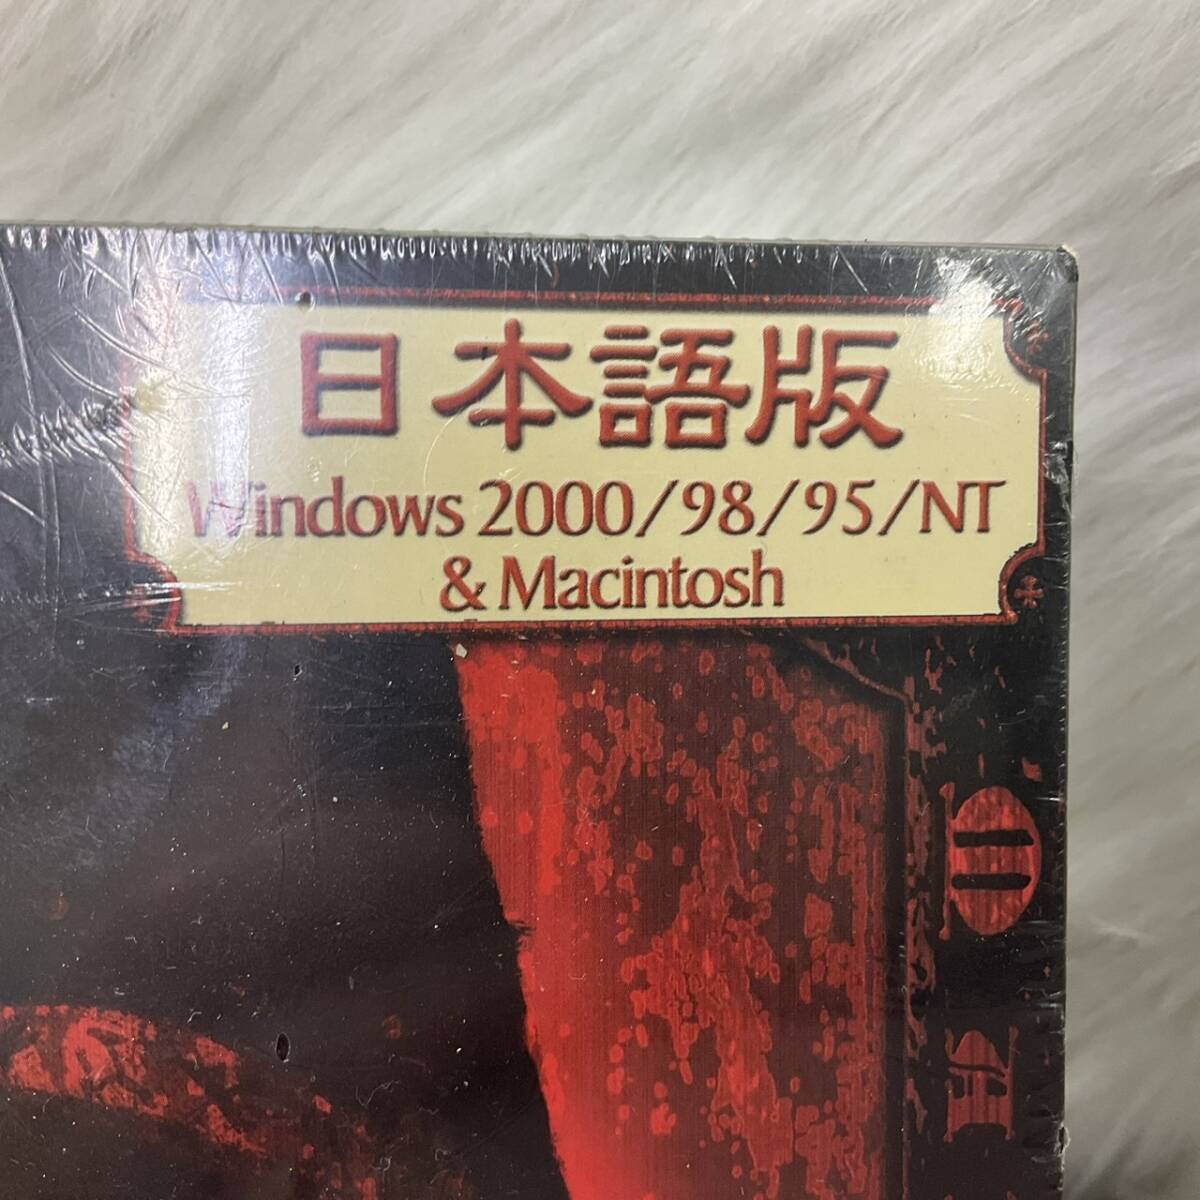 日本語版
Windows 2000/98/95/NT
& Macintosh